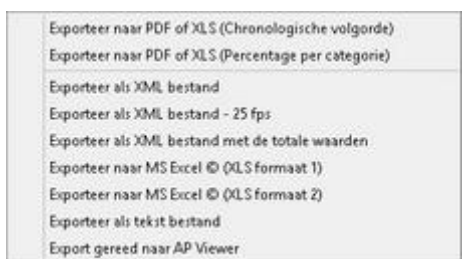 Exporteer naar PDF of XLS (Chronologische volgorde)
Exporteer naar PDF of XLS (Percentage per categorie)
Exporteer als XML bestand
Exporteer als XML bestand - 25 fps
Exporteer als XML bestand met de totale waarden
Exporteer naar MS Excel © (XLS formaat 1)
Exporteer naar MS Excel © (XLS formaat 2)
Exporteer als tekst bestand
Export gereed naar AP Viewer